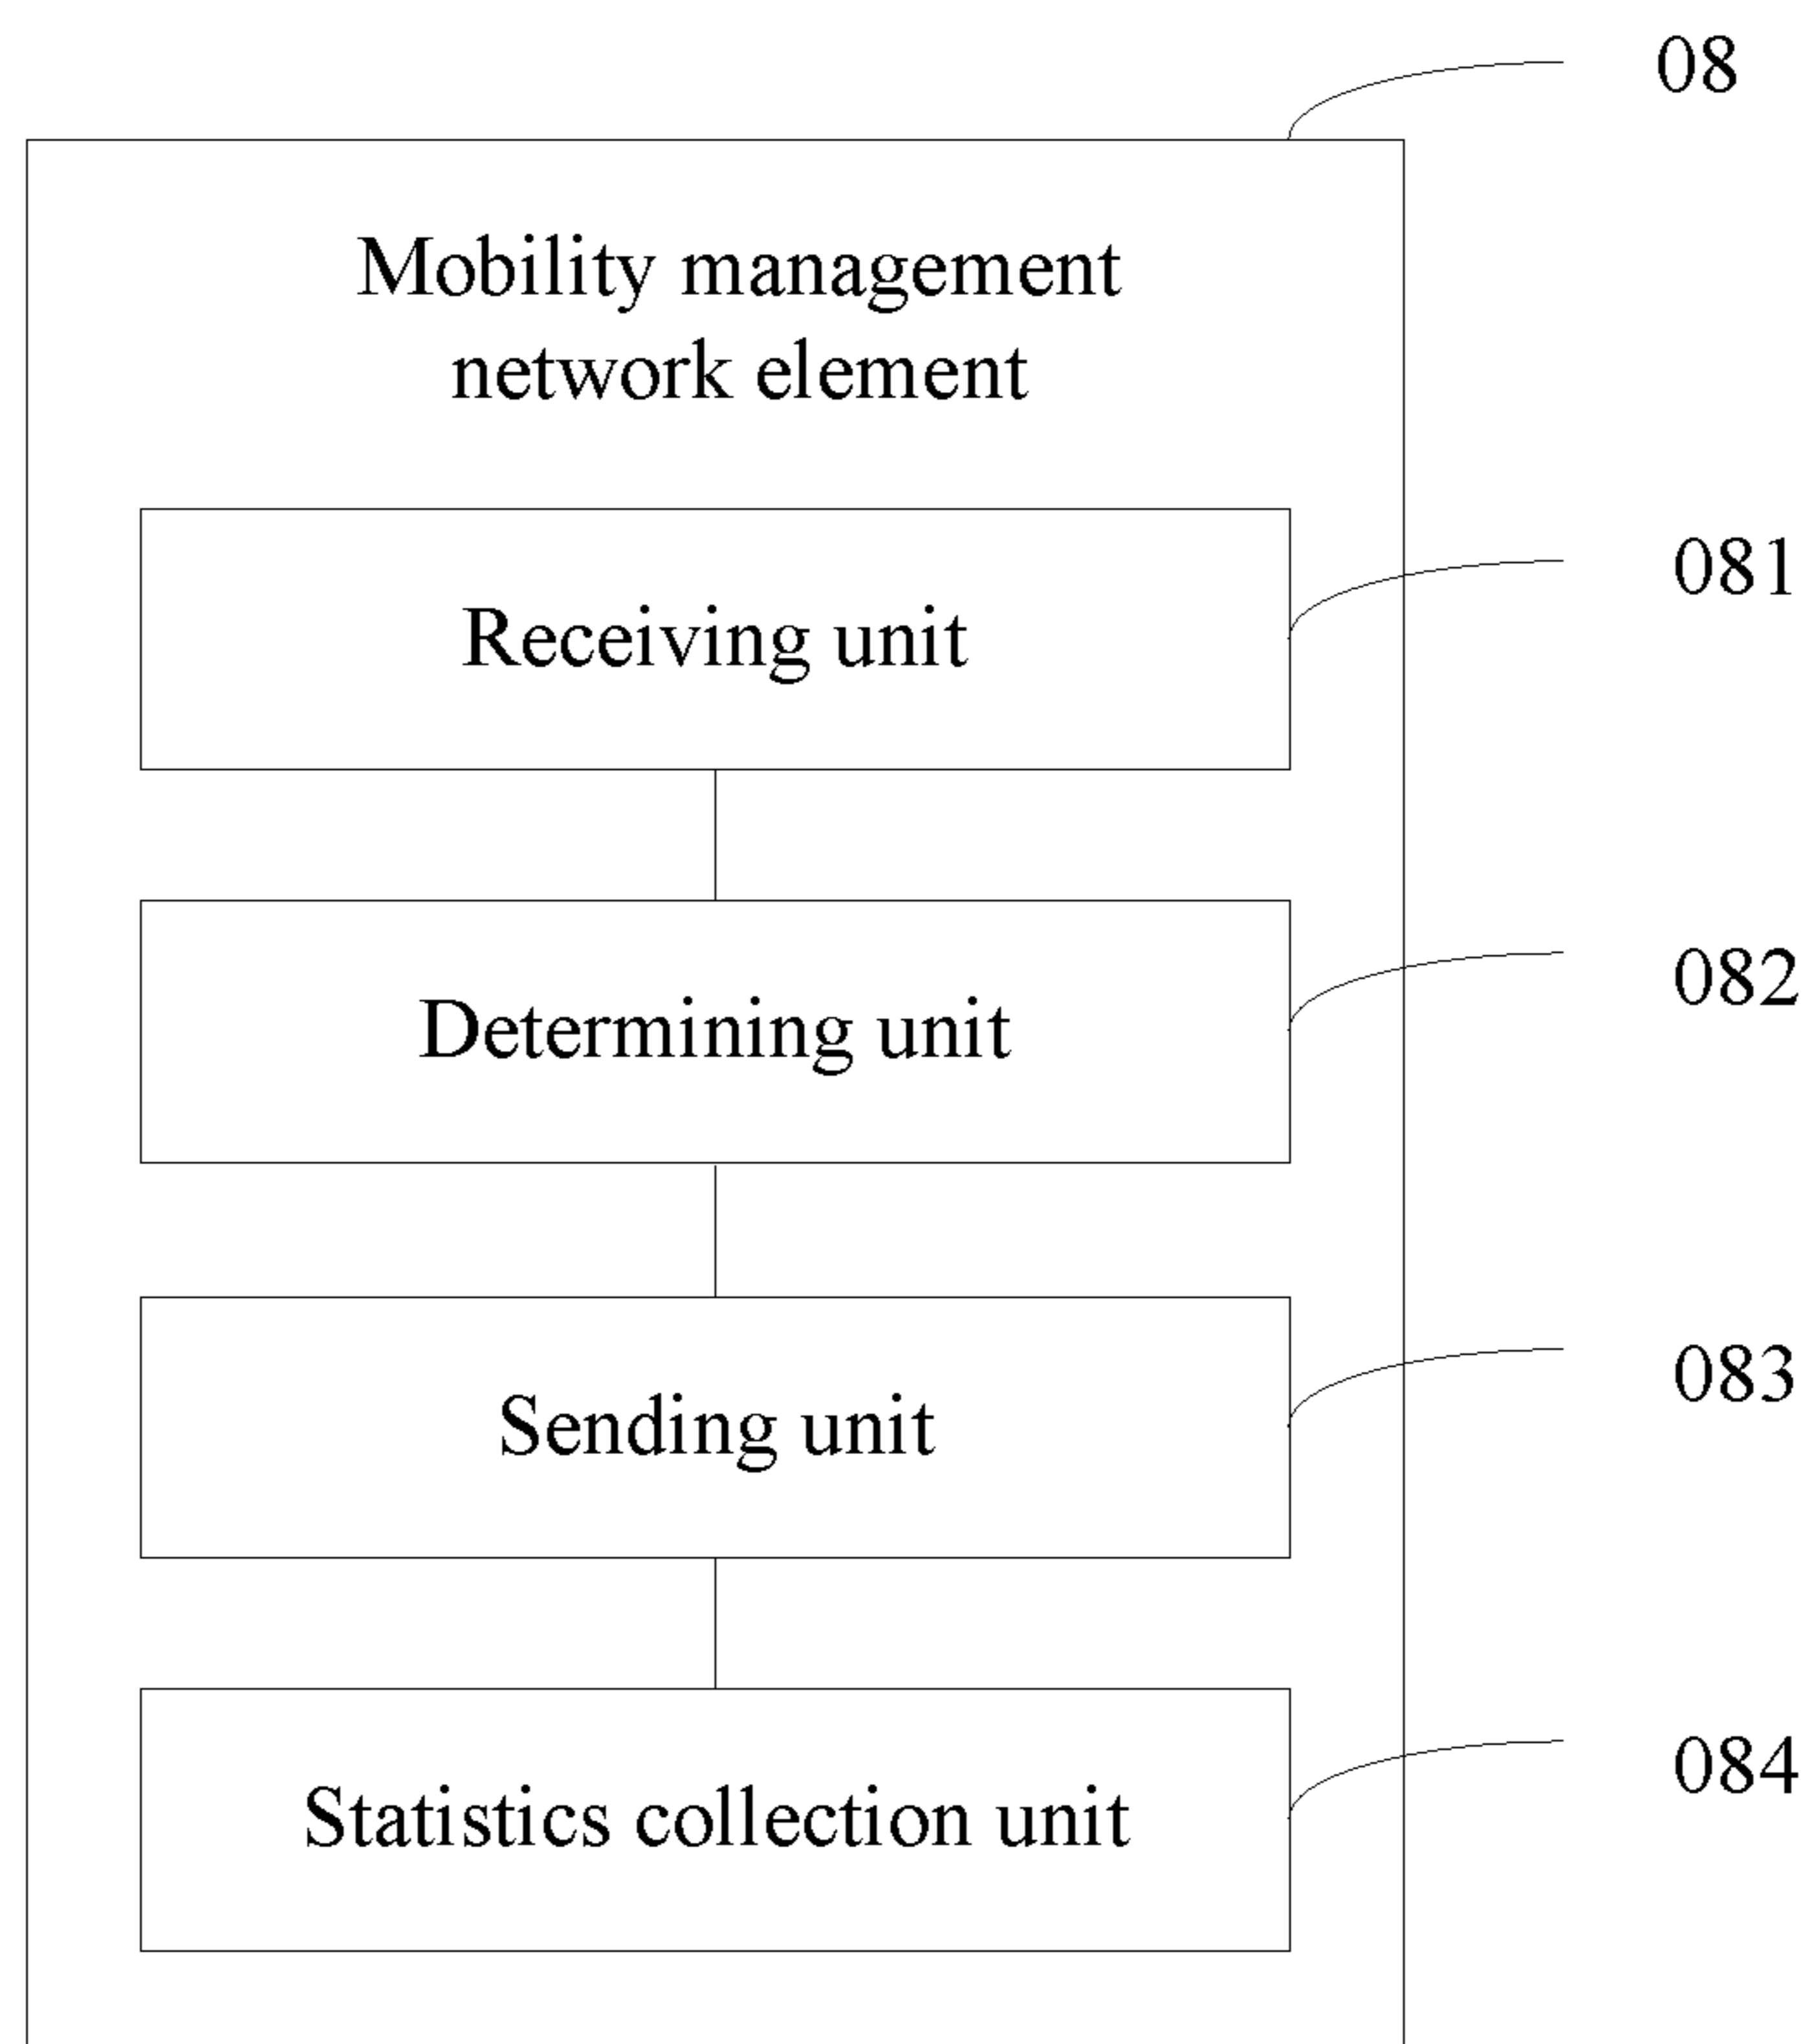 08
Mobility management
network element
Receiving unit
081
Determining unit
082
Sending unit
083
Statistics collection unit
084